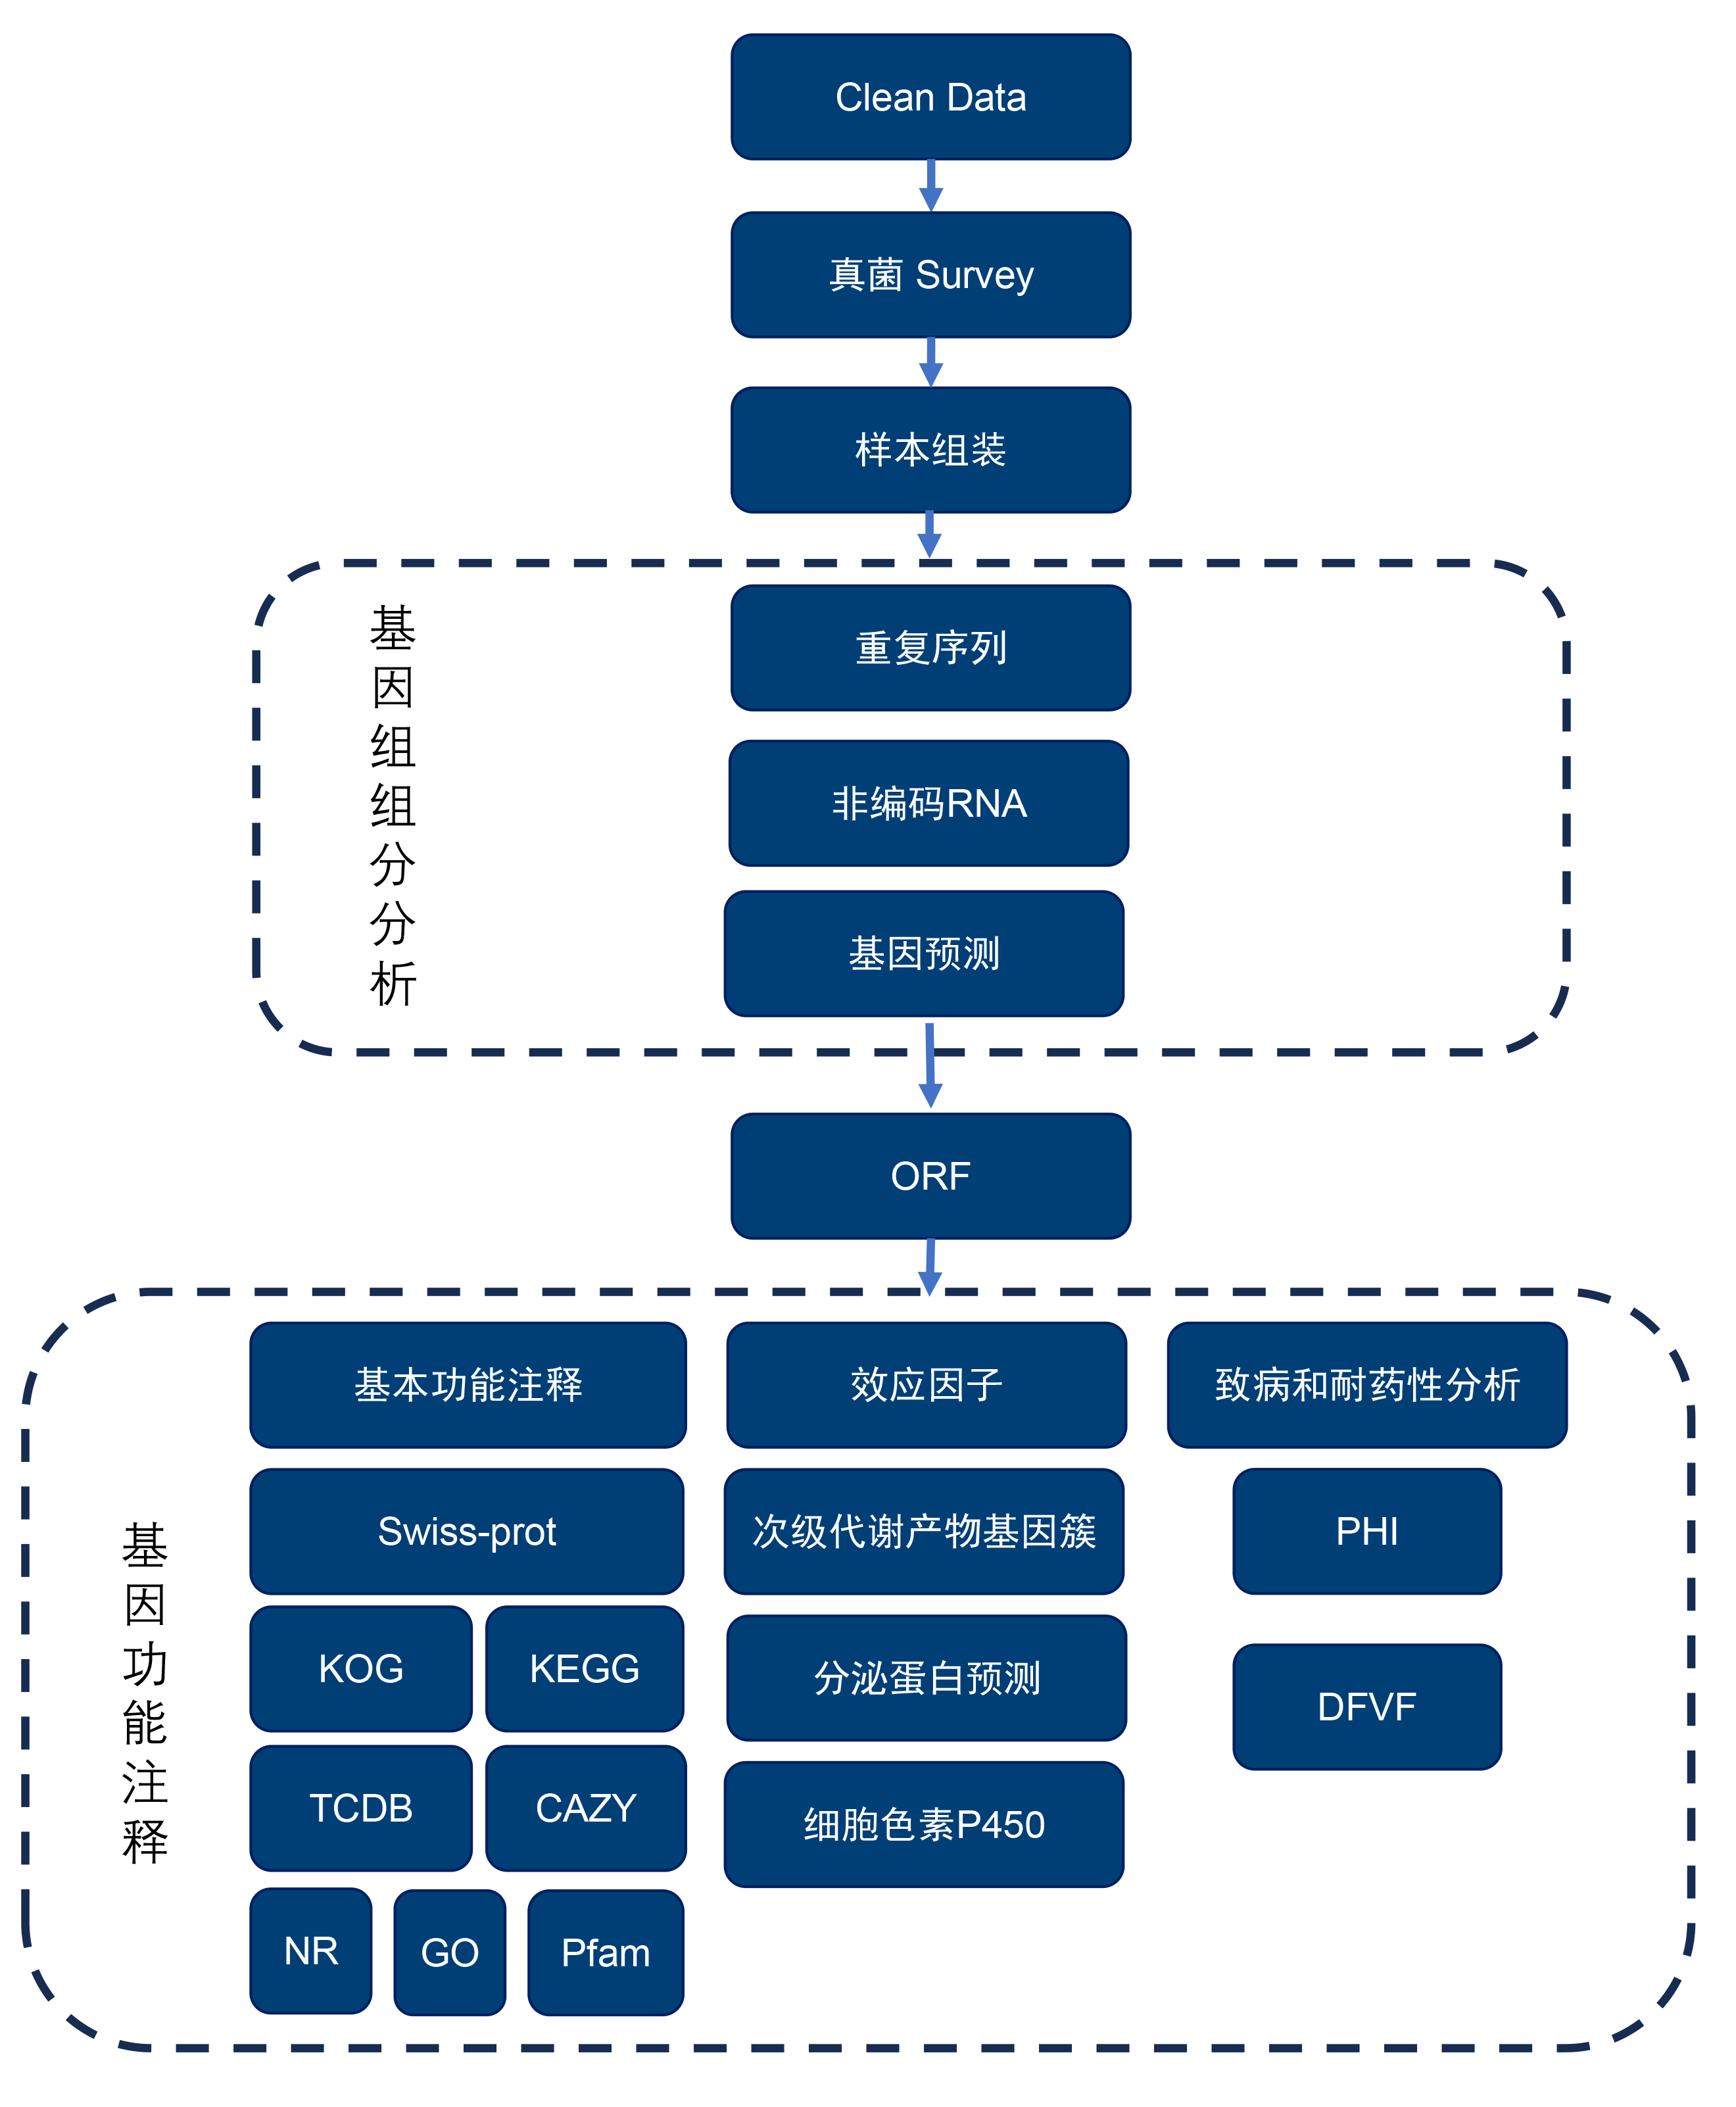 Clean Data
真菌 Survey
样本组装
基因组组分分析
重复序列
非编码RNA
基因预测
ORF
基因功能注释
基本功能注释
效应因子
致病和耐药性分析
Swiss-prot
次级代谢产物基因簇
PHI
KOG
KEGG
分泌蛋白预测
DFVF
TCDB
CAZY
细胞色素P450
NR
GO
Pfam